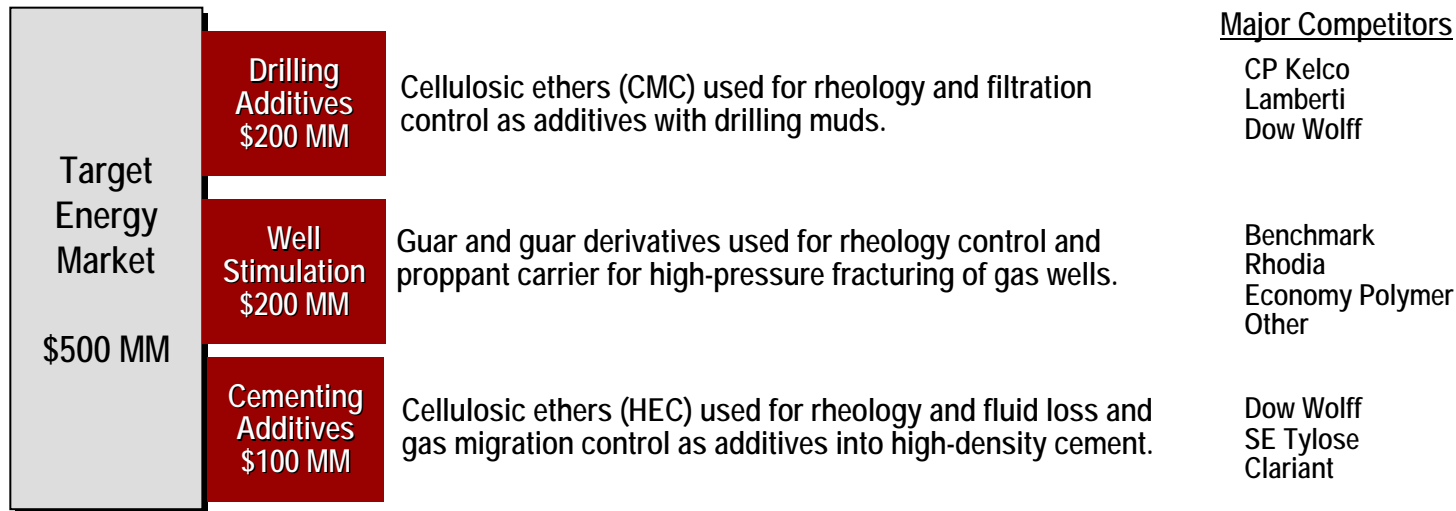 Major Competitors
Target
Energy
Market
$500 MM
Drilling
Additives
$200 MM
Cellulosic ethers (CMC) used for rheology and filtration
control as additives with drilling muds.
CP Kelco
Lamberti
Dow Wolff
Well
Stimulation
$200 MM
Guar and guar derivatives used for rheology control and
proppant carrier for high-pressure fracturing of gas wells.
Benchmark
Rhodia
Economy Polymer
Other
Cementing
Additives
$100 MM
Cellulosic ethers (HEC) used for rheology and fluid loss and
gas migration control as additives into high-density cement.
Dow Wolff
SE Tylose
Clariant